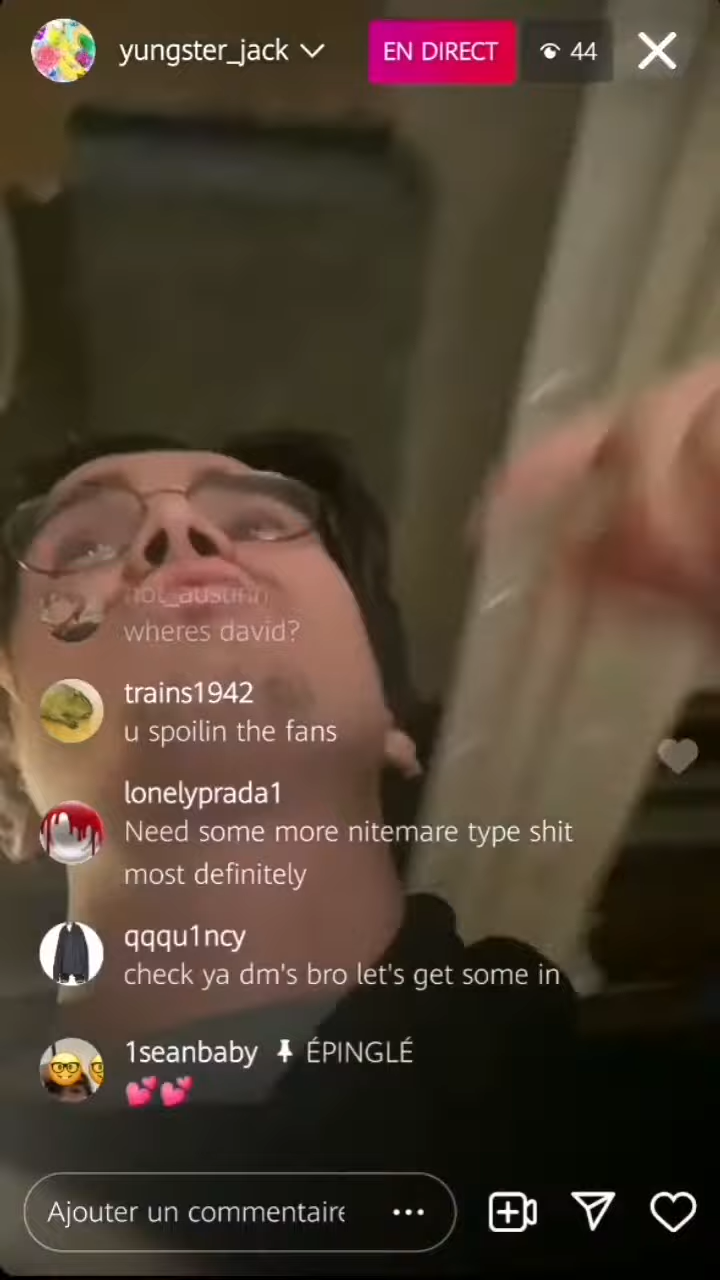 yungster_jack
EN DIRECT
44
not_austinn
wheres david?
trains1942
u spoilin the fans
lonelyprada1
Need some more nitemare type shit
most definitely
qqqu1ncy
check ya dm's bro let's get some in
1seanbaby ÉPINGLÉ
💕💕
Ajouter un commentaire